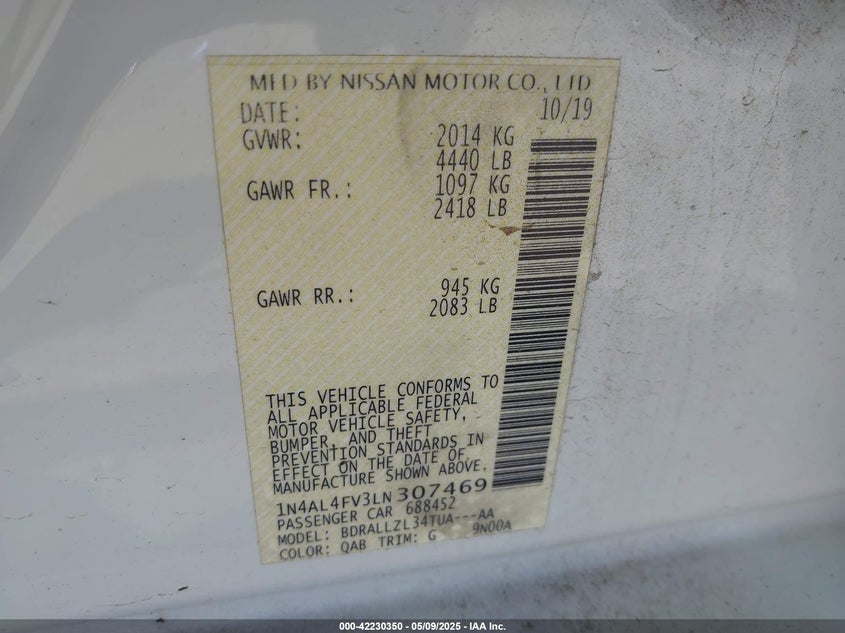 MFD BY NISSAN MOTOR CO., LTD
DATE: 10/19
GVWR: 2014 KG
4440 LB
GAWR FR.: 1097 KG
2418 LB
GAWR RR.: 945 KG
2083 LB
THIS VEHICLE CONFORMS TO
ALL APPLICABLE FEDERAL
MOTOR VEHICLE SAFETY,
BUMPER, AND THEFT
PREVENTION STANDARDS IN
EFFECT ON THE DATE OF
MANUFACTURE SHOWN ABOVE.
1N4AL4FV3LN307469
PASSENGER CAR 688452
MODEL: BDRALLZL34TUA---AA
COLOR: QAB TRIM: G 9N00A
000-42230350 - 05/09/2025 - IAA Inc.